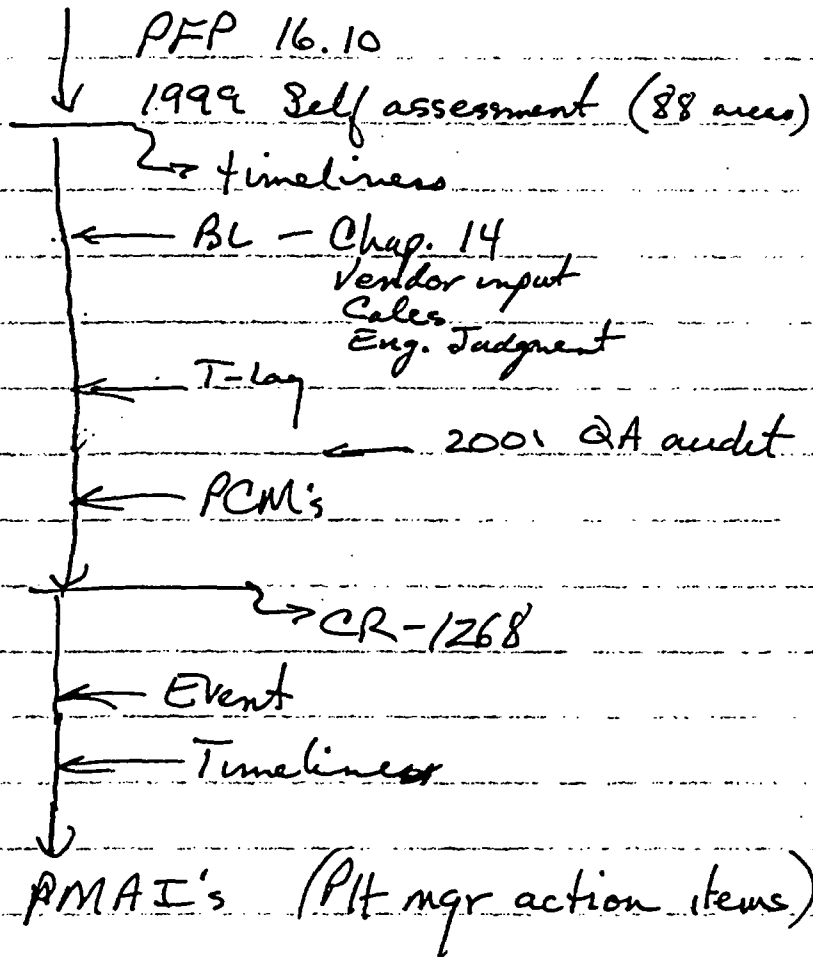 PFP 16.10
1999 Self assessment (88 areas)
timeliness
BL - Chap. 14
Vendor input
Calcs
Eng. Judgment
T-Lag
2001 QA audit
PCM's
CR-1268
Event
Timeliness
PMAI's (Plt mgr action items)